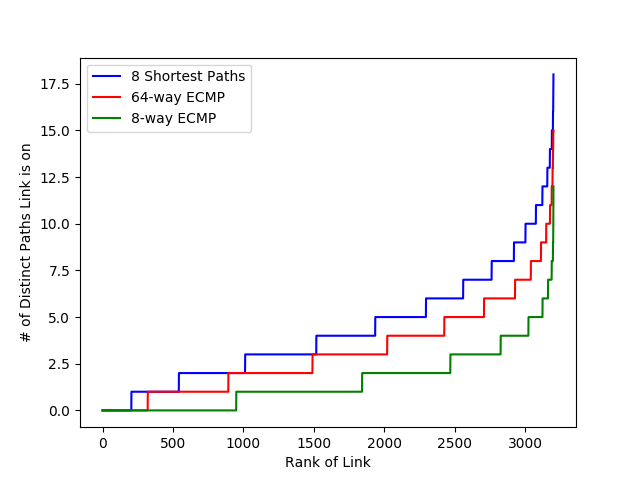 8 Shortest Paths
64-way ECMP
8-way ECMP
17.5
15.0
12.5
10.0
7.5
5.0
2.5
0.0
# of Distinct Paths Link is on
0 500 1000 1500 2000 2500 3000
Rank of Link